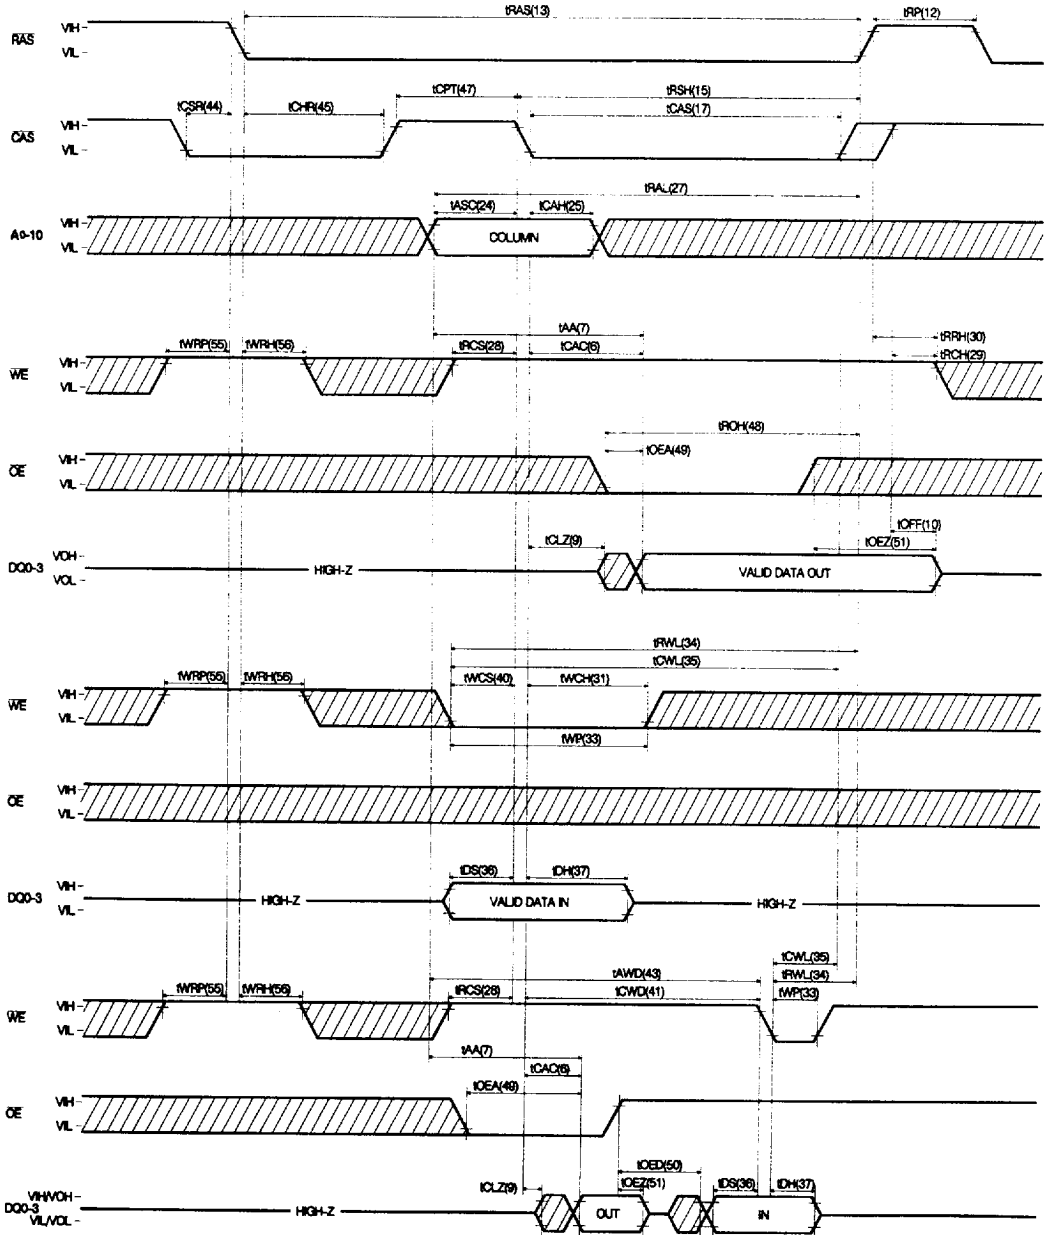 tRAS(13) tRP(12)
RAS VIH VIL
tCSR(44) tCHR(45) tCPT(47) tRSH(15)
tCAS(17)
CAS VIH VIL
tRAL(27)
tASC(24) tCAH(25)
A0-10 VIH VIL COLUMN
tAA(7)
tWRP(55) tWRH(56) tRCS(28) tCAC(6) tRRH(30)
tRCH(29)
WE VIH VIL
tROH(48)
tOEA(49)
OE VIH VIL
tOFF(10)
tCLZ(9) tOEZ(51)
DQ0-3 VOH VOL HIGH-Z VALID DATA OUT
tRWL(34)
tCWL(35)
tWRP(55) tWRH(56) tWCS(40) tWCH(31)
WE VIH VIL
tWP(33)
OE VIH VIL
tDS(36) tDH(37)
DQ0-3 VIH VIL HIGH-Z VALID DATA IN HIGH-Z
tCWL(35)
tAWD(43) tRWL(34)
tWRP(55) tWRH(56) tRCS(28) tCWD(41) tWP(33)
WE VIH VIL
tAA(7)
tCAC(6)
tOEA(49)
OE VIH VIL
tOED(50)
tCLZ(9) tOEZ(51) tDS(36) tDH(37)
DQ0-3 VIH/VOH VIL/VOL HIGH-Z OUT IN